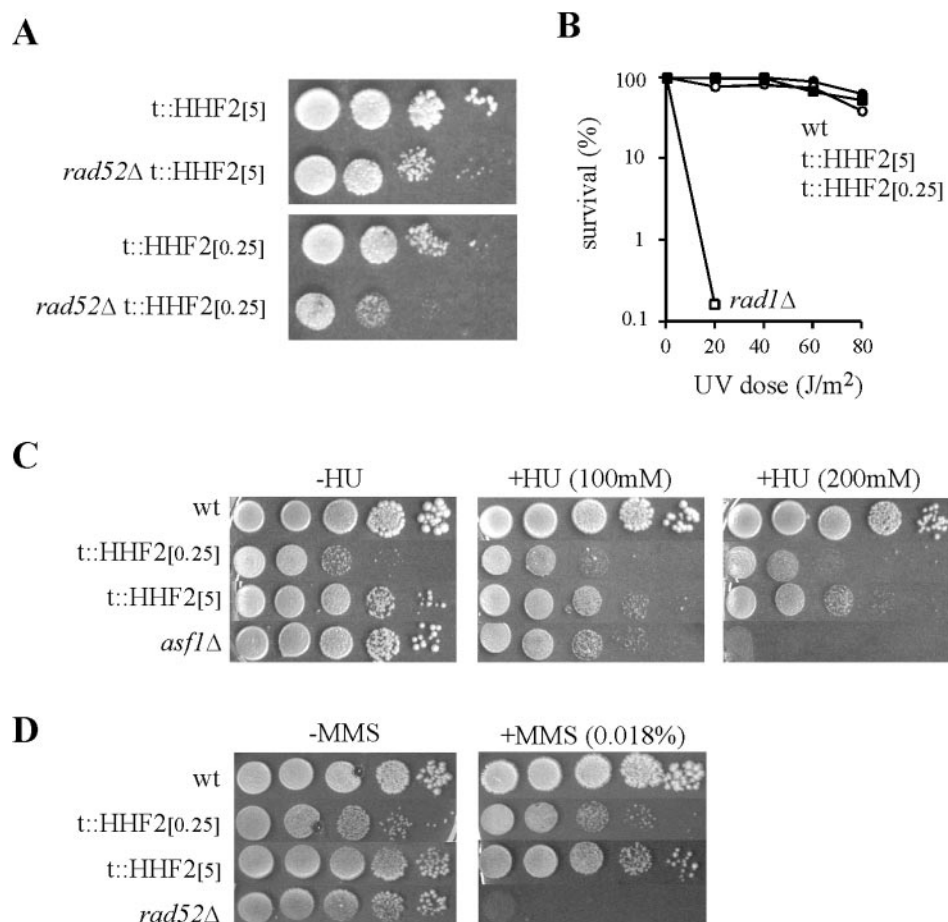 A
t::HHF2[5]
rad52Δ t::HHF2[5]
t::HHF2[0.25]
rad52Δ t::HHF2[0.25]
B
survival (%)
100
10
1
0.1
wt
t::HHF2[5]
t::HHF2[0.25]
rad1Δ
0 20 40 60 80
UV dose (J/m²)
C
-HU +HU (100mM) +HU (200mM)
wt
t::HHF2[0.25]
t::HHF2[5]
asf1Δ
D
-MMS +MMS (0.018%)
wt
t::HHF2[0.25]
t::HHF2[5]
rad52Δ